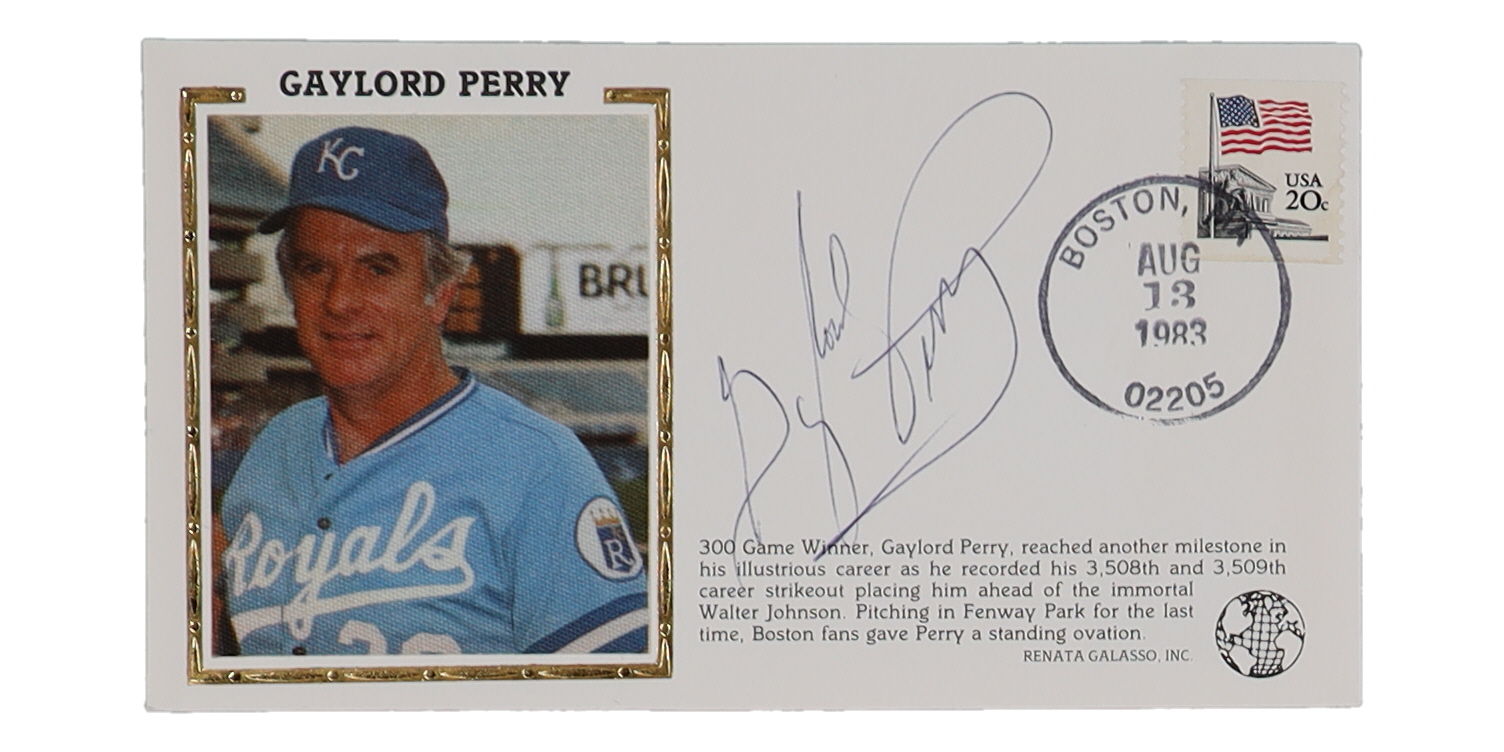 GAYLORD PERRY
KC
BRU
Royals
R
Gaylord Perry
USA
20c
BOSTON,
AUG
13
1983
02205
300 Game Winner, Gaylord Perry, reached another milestone in
his illustrious career as he recorded his 3,508th and 3,509th
career strikeout placing him ahead of the immortal
Walter Johnson. Pitching in Fenway Park for the last
time, Boston fans gave Perry a standing ovation.
RENATA GALASSO, INC.